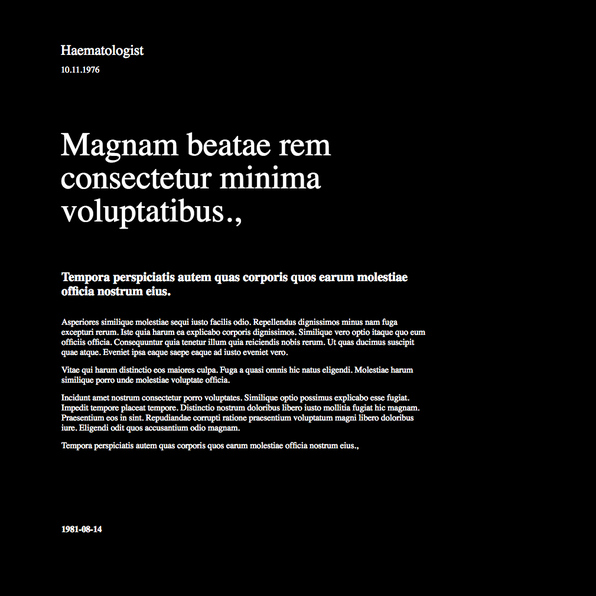 Haematologist
10.11.1976
Magnam beatae rem
consectetur minima
voluptatibus.,
Tempora perspiciatis autem quas corporis quos earum molestiae
officia nostrum eius.
Asperiores similique molestiae sequi iusto facilis odio. Repellendus dignissimos minus nam fuga
excepturi rerum. Iste quia harum ea explicabo corporis dignissimos. Similique vero optio itaque quo eum
officiis officia. Consequuntur quia tenetur illum quia reiciendis nobis rerum. Ut quas ducimus suscipit
quae atque. Eveniet ipsa eaque saepe eaque ad iusto eveniet vero.
Vitae qui harum distinctio eos maiores culpa. Fuga a quasi omnis hic natus eligendi. Molestiae harum
similique porro unde molestiae voluptate officia.
Incidunt amet nostrum consectetur porro voluptates. Similique optio possimus explicabo esse fugiat.
Impedit tempore placeat tempore. Distinctio nostrum doloribus libero iusto mollitia fugiat hic magnam.
Praesentium eos in sint. Repudiandae corrupti ratione praesentium voluptatum magni libero doloribus
iure. Eligendi odit quos accusantium odio magnam.
Tempora perspiciatis autem quas corporis quos earum molestiae officia nostrum eius.,
1981-08-14